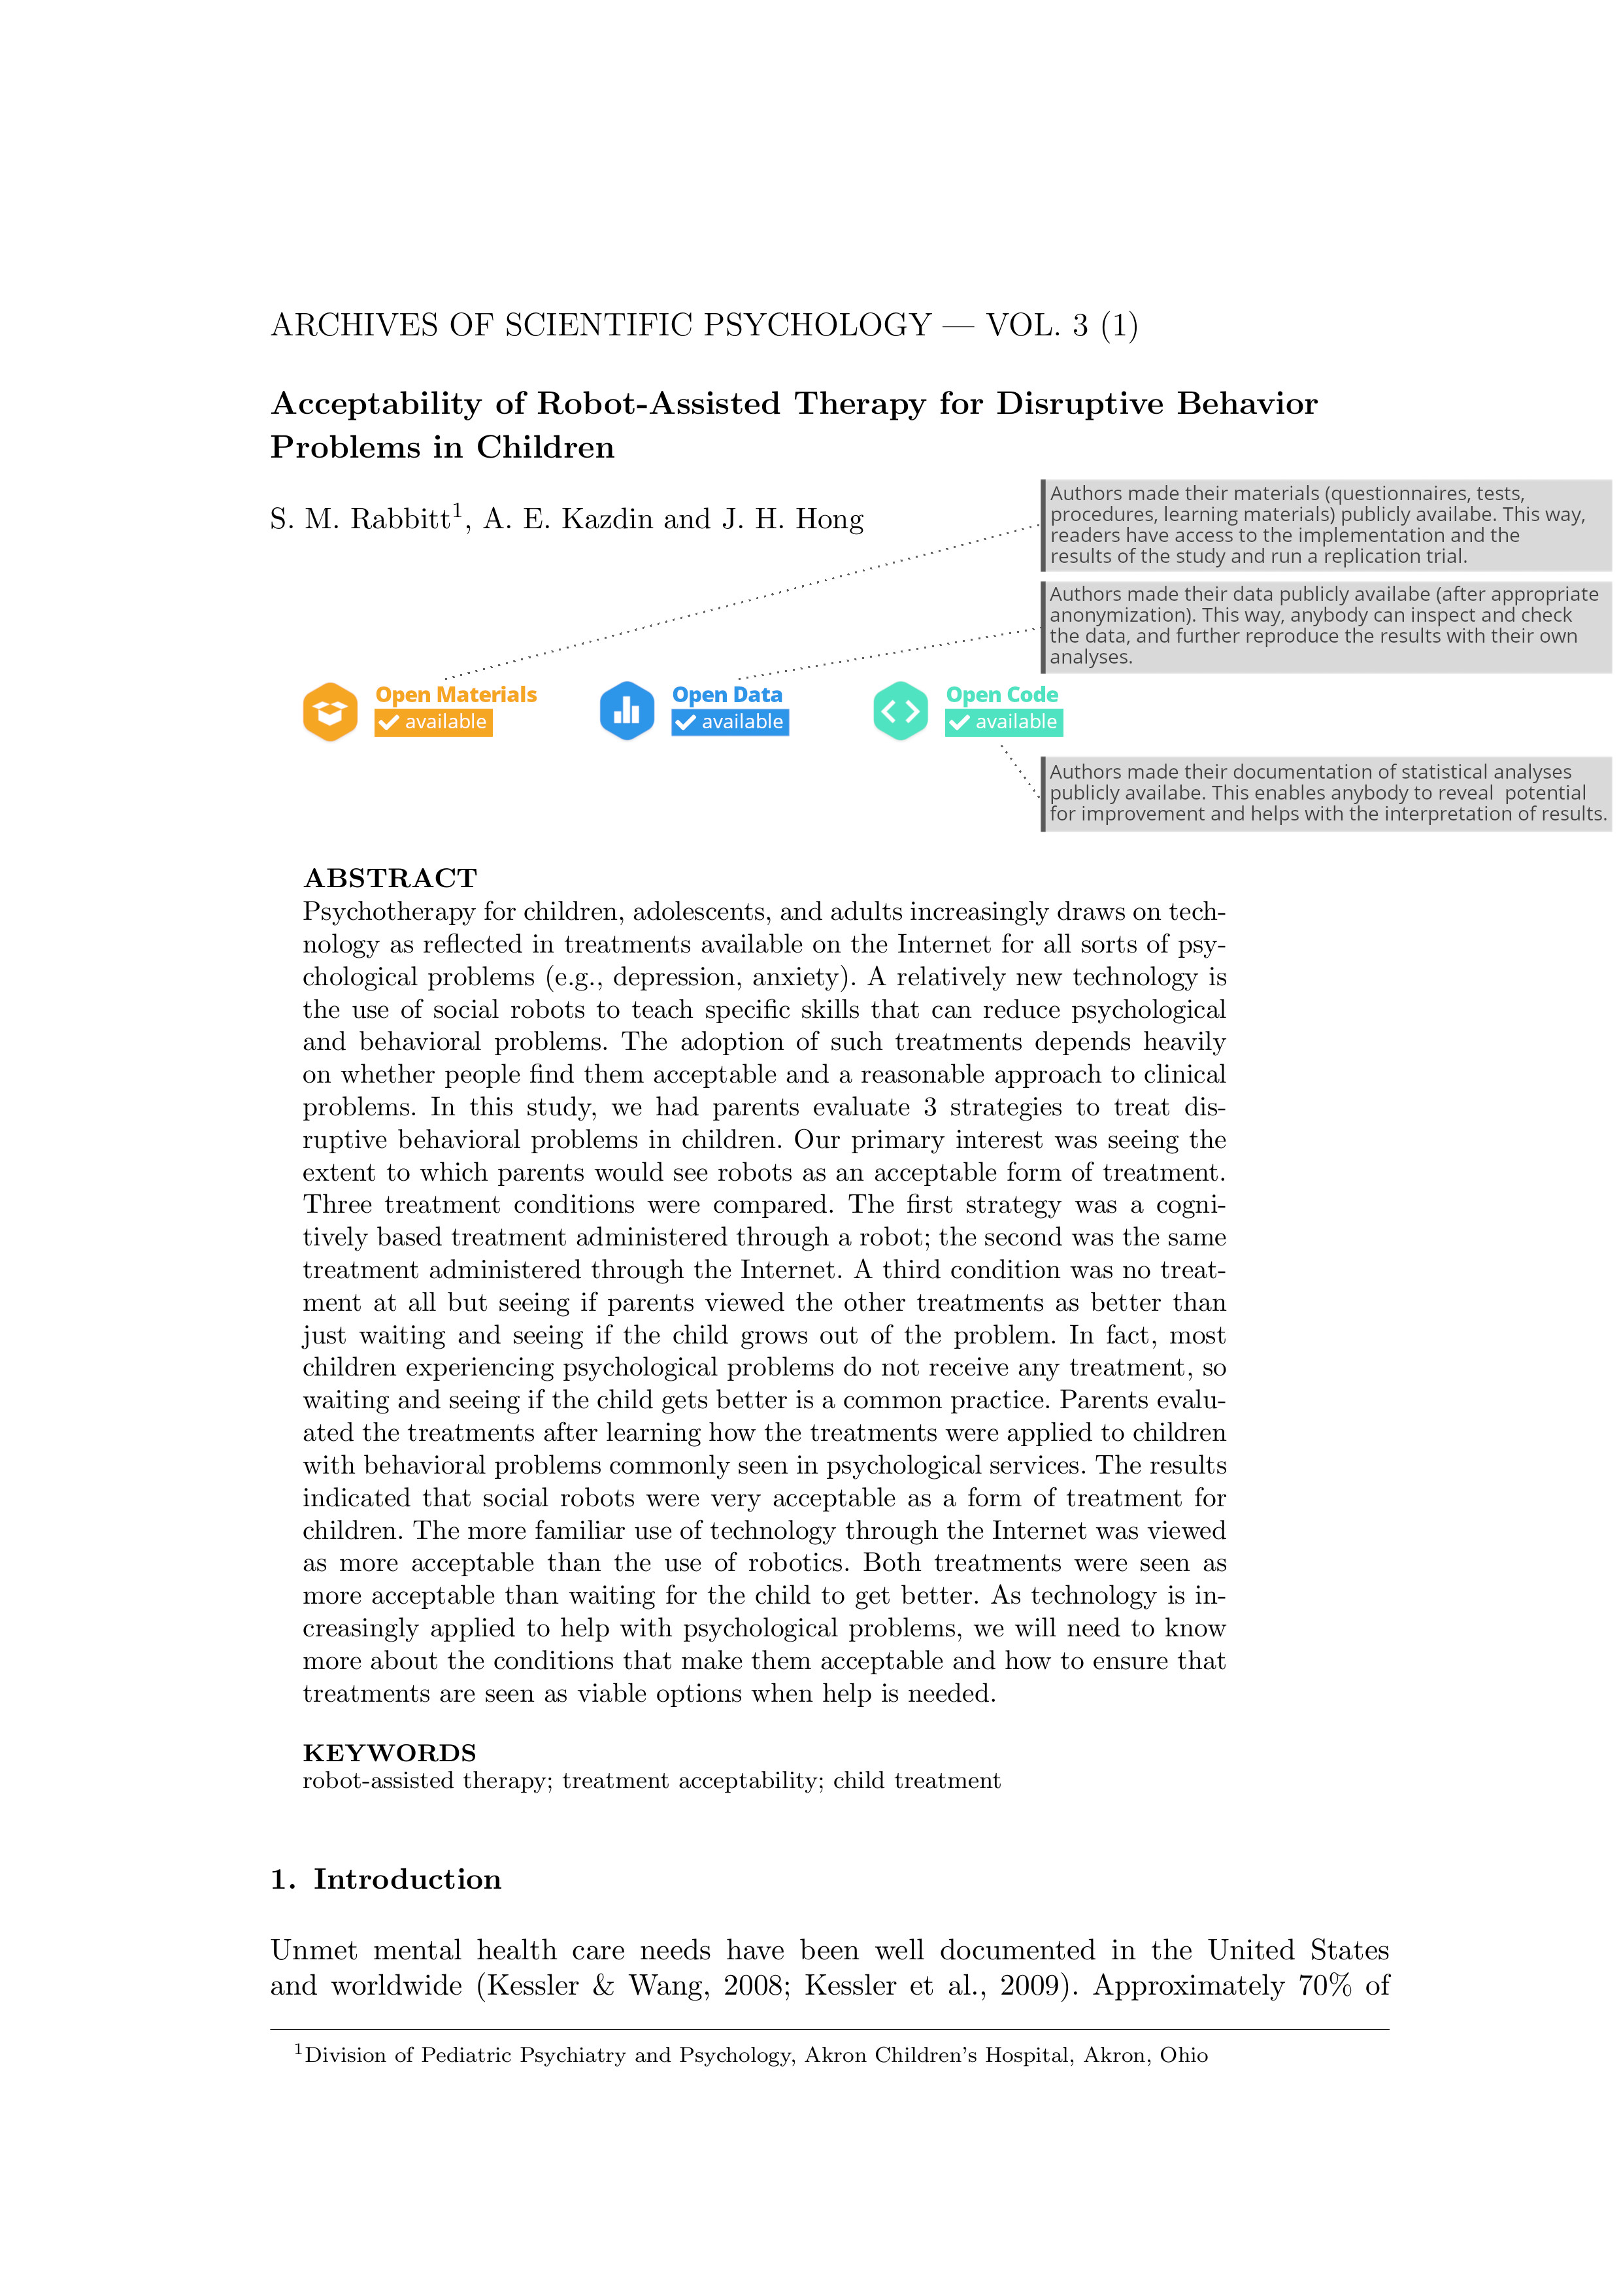 ARCHIVES OF SCIENTIFIC PSYCHOLOGY — VOL. 3 (1)
Acceptability of Robot-Assisted Therapy for Disruptive Behavior
Problems in Children
S. M. Rabbitt1, A. E. Kazdin and J. H. Hong
Authors made their materials (questionnaires, tests,
procedures, learning materials) publicly availabe. This way,
readers have access to the implementation and the
results of the study and run a replication trial.
Authors made their data publicly availabe (after appropriate
anonymization). This way, anybody can inspect and check
the data, and further reproduce the results with their own
analyses.
Open Materials
available
Open Data
available
Open Code
available
Authors made their documentation of statistical analyses
publicly availabe. This enables anybody to reveal potential
for improvement and helps with the interpretation of results.
ABSTRACT
Psychotherapy for children, adolescents, and adults increasingly draws on tech-
nology as reflected in treatments available on the Internet for all sorts of psy-
chological problems (e.g., depression, anxiety). A relatively new technology is
the use of social robots to teach specific skills that can reduce psychological
and behavioral problems. The adoption of such treatments depends heavily
on whether people find them acceptable and a reasonable approach to clinical
problems. In this study, we had parents evaluate 3 strategies to treat dis-
ruptive behavioral problems in children. Our primary interest was seeing the
extent to which parents would see robots as an acceptable form of treatment.
Three treatment conditions were compared. The first strategy was a cogni-
tively based treatment administered through a robot; the second was the same
treatment administered through the Internet. A third condition was no treat-
ment at all but seeing if parents viewed the other treatments as better than
just waiting and seeing if the child grows out of the problem. In fact, most
children experiencing psychological problems do not receive any treatment, so
waiting and seeing if the child gets better is a common practice. Parents evalu-
ated the treatments after learning how the treatments were applied to children
with behavioral problems commonly seen in psychological services. The results
indicated that social robots were very acceptable as a form of treatment for
children. The more familiar use of technology through the Internet was viewed
as more acceptable than the use of robotics. Both treatments were seen as
more acceptable than waiting for the child to get better. As technology is in-
creasingly applied to help with psychological problems, we will need to know
more about the conditions that make them acceptable and how to ensure that
treatments are seen as viable options when help is needed.
KEYWORDS
robot-assisted therapy; treatment acceptability; child treatment
1. Introduction
Unmet mental health care needs have been well documented in the United States
and worldwide (Kessler & Wang, 2008; Kessler et al., 2009). Approximately 70% of
1Division of Pediatric Psychiatry and Psychology, Akron Children's Hospital, Akron, Ohio